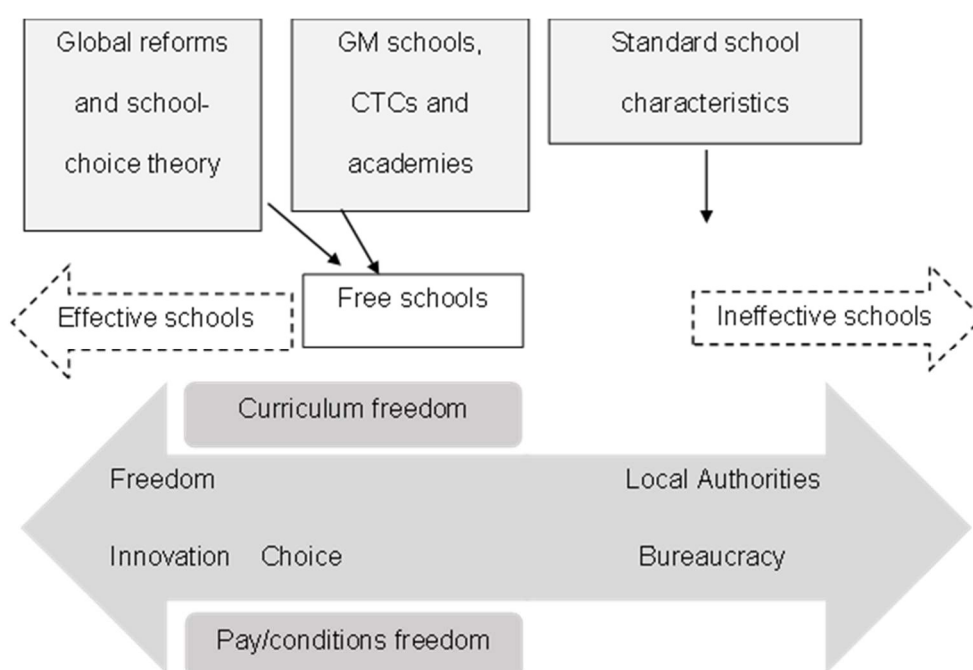 Global reforms
and school-
choice theory
GM schools,
CTCs and
academies
Standard school
characteristics
Free schools
Effective schools
Ineffective schools
Curriculum freedom
Freedom
Local Authorities
Innovation
Choice
Bureaucracy
Pay/conditions freedom